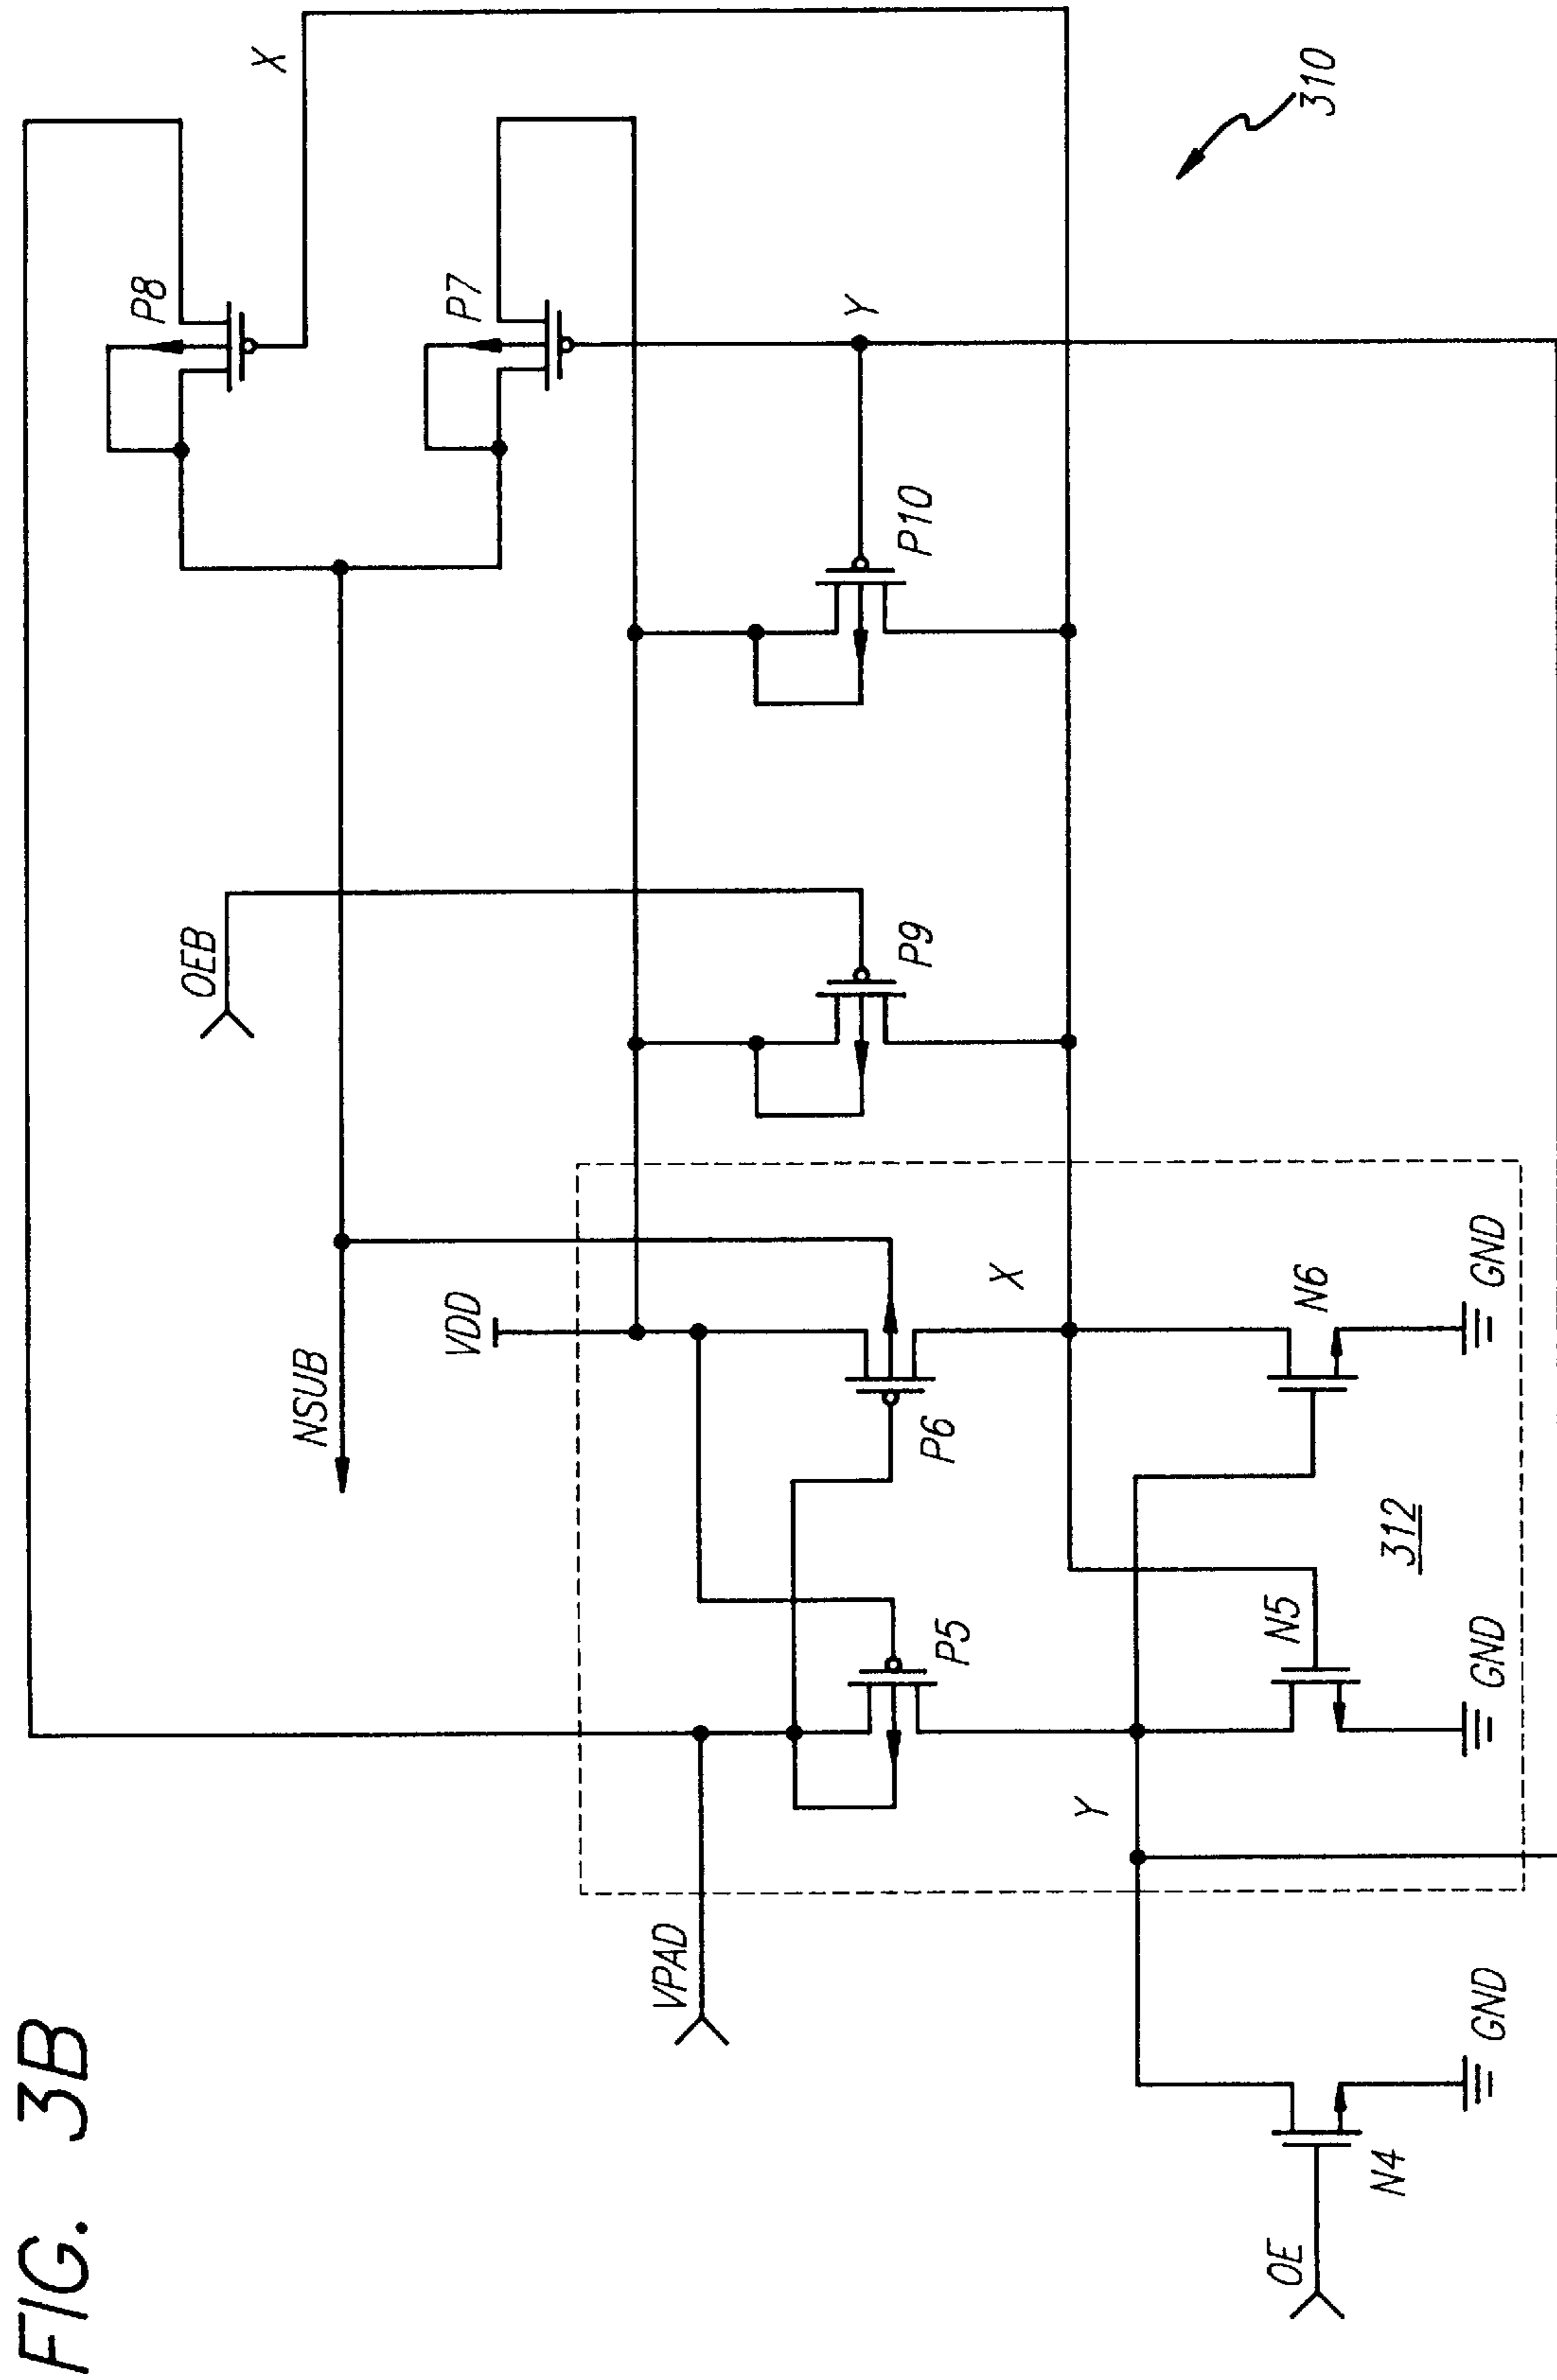 FIG. 3B
X
P8
P7
Y
310
OEB
P10
P9
NSUB
VDD
X
P6
N6
GND
312
P5
N5
GND
VPAD
Y
OE
N4
GND